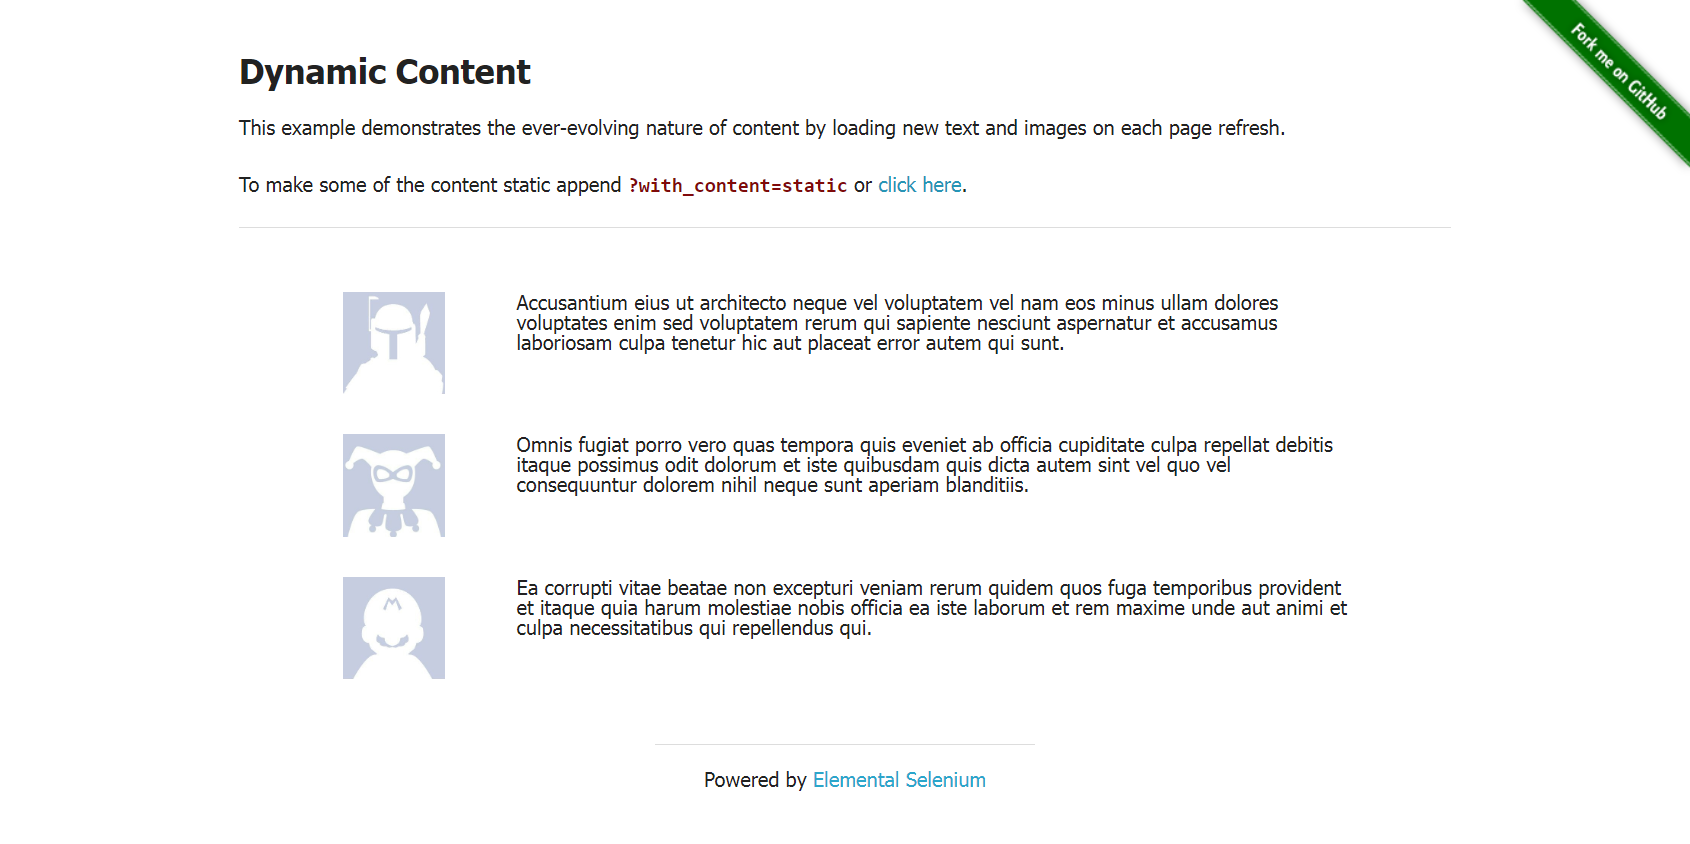 Fork me on GitHub
Dynamic Content
This example demonstrates the ever-evolving nature of content by loading new text and images on each page refresh.
To make some of the content static append ?with_content=static or click here.
Accusantium eius ut architecto neque vel voluptatem vel nam eos minus ullam dolores
voluptates enim sed voluptatem rerum qui sapiente nesciunt aspernatur et accusamus
laboriosam culpa tenetur hic aut placeat error autem qui sunt.
Omnis fugiat porro vero quas tempora quis eveniet ab officia cupiditate culpa repellat debitis
itaque possimus odit dolorum et iste quibusdam quis dicta autem sint vel quo vel
consequuntur dolorem nihil neque sunt aperiam blanditiis.
M
Ea corrupti vitae beatae non excepturi veniam rerum quidem quos fuga temporibus provident
et itaque quia harum molestiae nobis officia ea iste laborum et rem maxime unde aut animi et
culpa necessitatibus qui repellendus qui.
Powered by Elemental Selenium